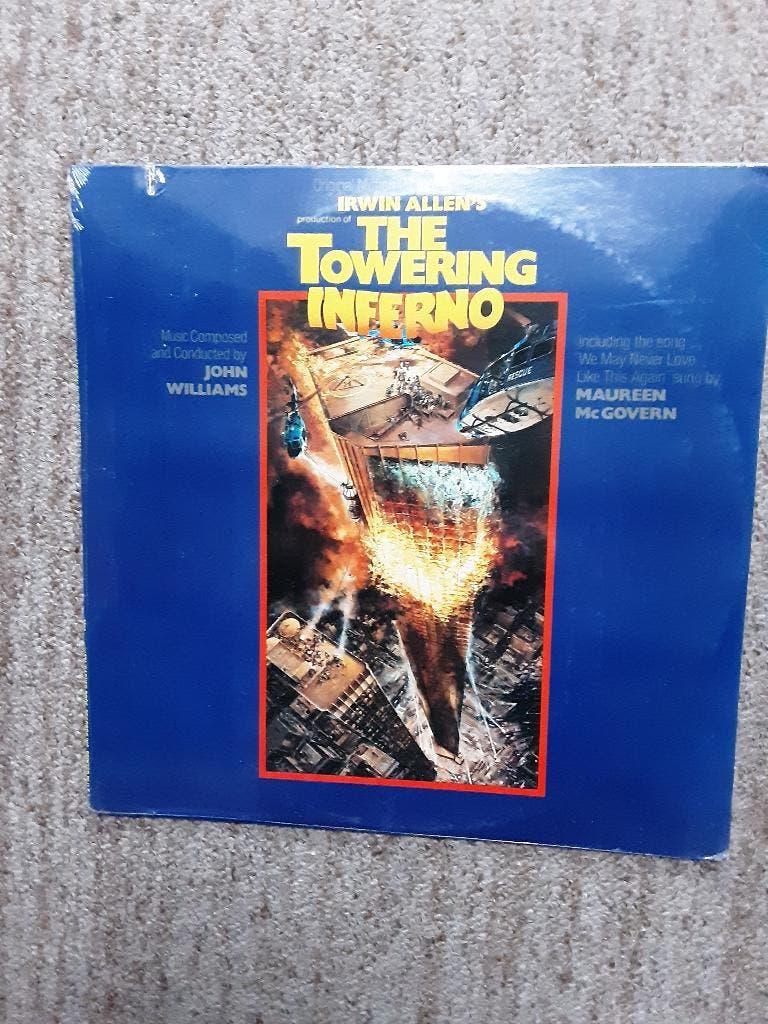 Original M
IRWIN ALLEN'S
production of
THE
TOWERING
INFERNO
Music Composed
and Conducted by
JOHN
WILLIAMS
Including the song ...
"We May Never Love
Like This Again" sung by
MAUREEN
McGOVERN
RESCUE